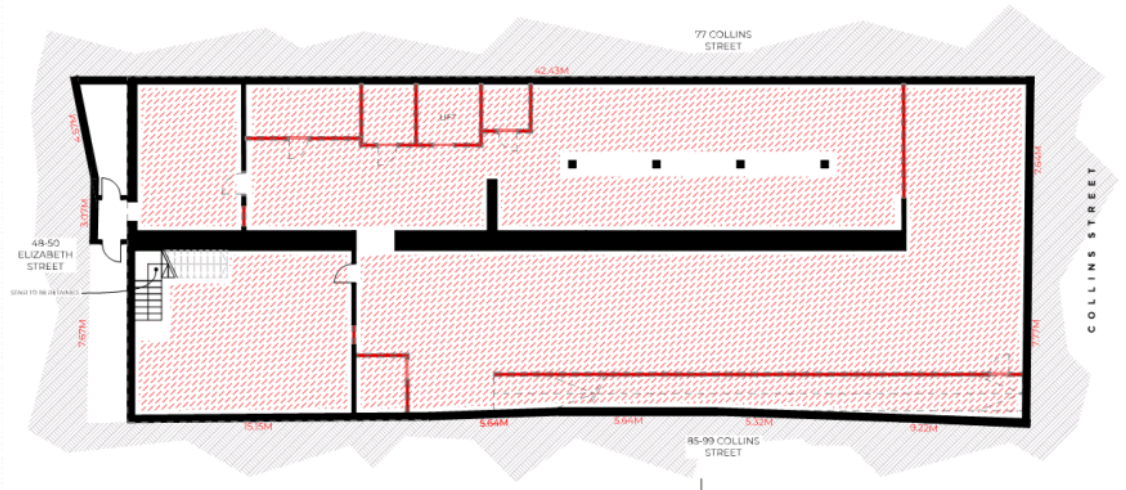 77 COLLINS
STREET
42.43M
4.57M
LIFT
7.64M
3.07M
48-50
ELIZABETH
STREET
COLLINS STREET
STAIR TO BE RETAINED
7.67M
7.77M
15.15M
5.64M
5.64M
5.32M
9.22M
85-99 COLLINS
STREET